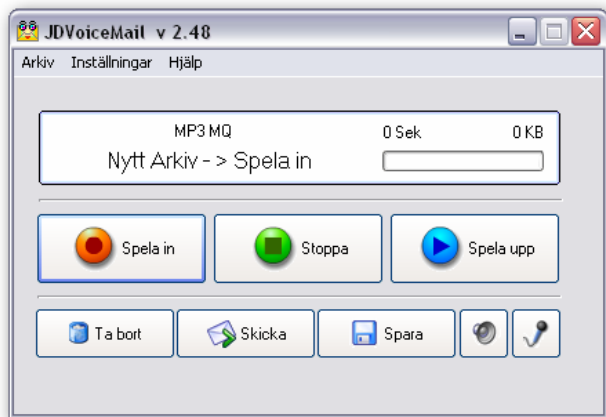 JDVoiceMail v 2.48
Arkiv Inställningar Hjälp
MP3 MQ 0 Sek 0 KB
Nytt Arkiv - > Spela in
Spela in Stoppa Spela upp
Ta bort Skicka Spara